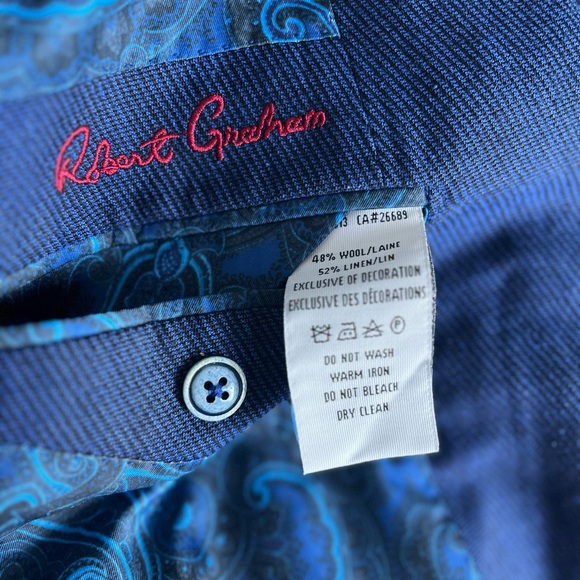 Robert Graham
CA#26689
48% WOOL/LAINE
52% LINEN/LIN
EXCLUSIVE OF DECORATION
EXCLUSIVE DES DÉCORATIONS
P
DO NOT WASH
WARM IRON
DO NOT BLEACH
DRY CLEAN